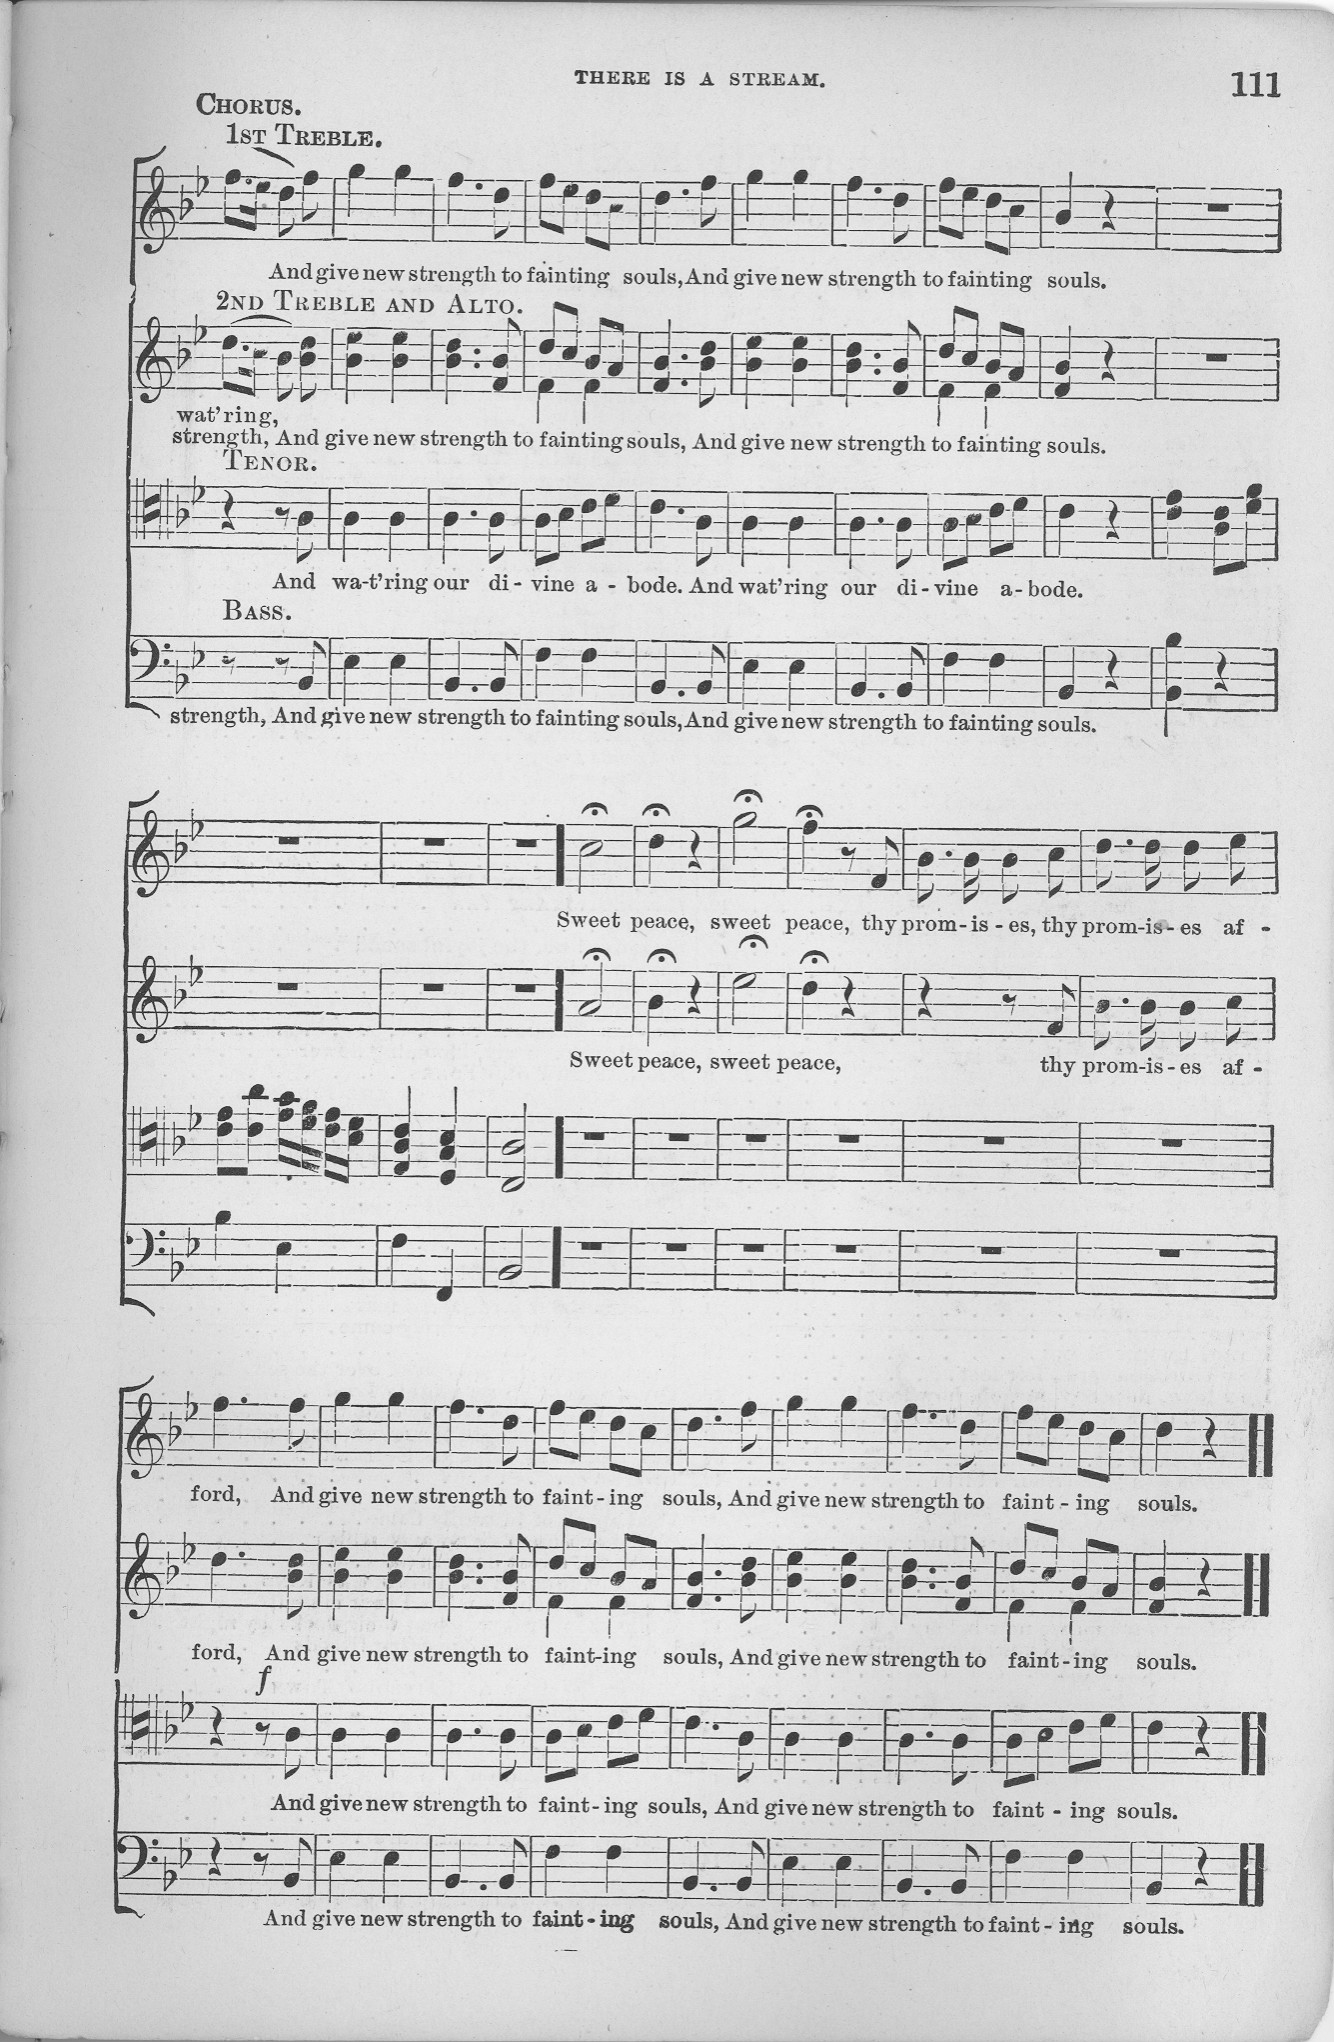 THERE IS A STREAM.
111
CHORUS.
1ST TREBLE.
And give new strength to fainting souls, And give new strength to fainting souls.
2ND TREBLE AND ALTO.
wat'ring,
strength, And give new strength to fainting souls, And give new strength to fainting souls.
TENOR.
And wa-t'ring our di - vine a - bode. And wat'ring our di - vine a - bode.
BASS.
strength, And give new strength to fainting souls, And give new strength to fainting souls.
Sweet peace, sweet peace, thy prom - is - es, thy prom-is - es af -
Sweet peace, sweet peace, thy prom-is - es af -
ford, And give new strength to faint - ing souls, And give new strength to faint - ing souls.
ford, And give new strength to faint-ing souls, And give new strength to faint - ing souls.
f
And give new strength to faint - ing souls, And give new strength to faint - ing souls.
And give new strength to faint - ing souls, And give new strength to faint - ing souls.